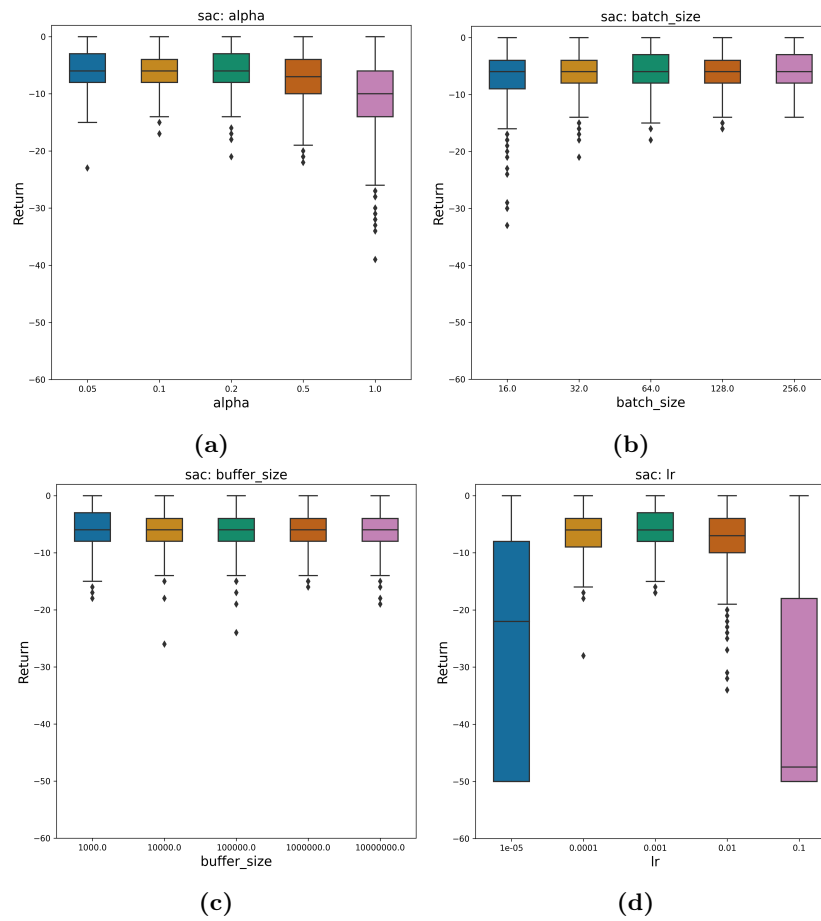 sac: alpha
0
−10
−20
−30
−40
−50
−60
Return
0.05 0.1 0.2 0.5 1.0
alpha
(a)
sac: batch_size
0
−10
−20
−30
−40
−50
−60
Return
16.0 32.0 64.0 128.0 256.0
batch_size
(b)
sac: buffer_size
0
−10
−20
−30
−40
−50
−60
Return
1000.0 10000.0 100000.0 1000000.0 10000000.0
buffer_size
(c)
sac: lr
0
−10
−20
−30
−40
−50
−60
Return
1e-05 0.0001 0.001 0.01 0.1
lr
(d)